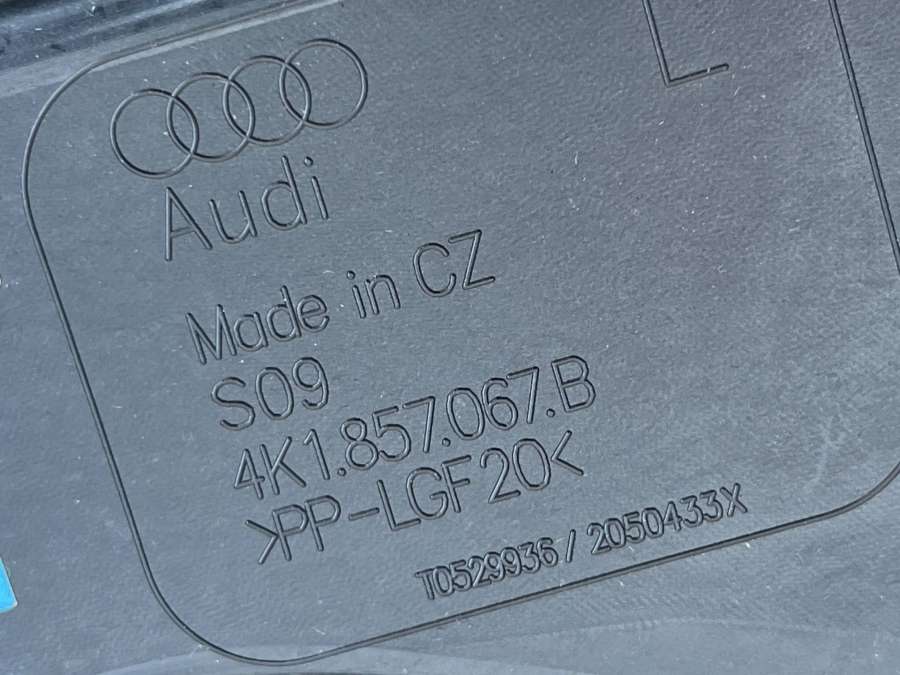 L
Audi
Made in CZ
S09
4K1.857.067.B
>PP-LGF20<
T0529936 / 2050433X